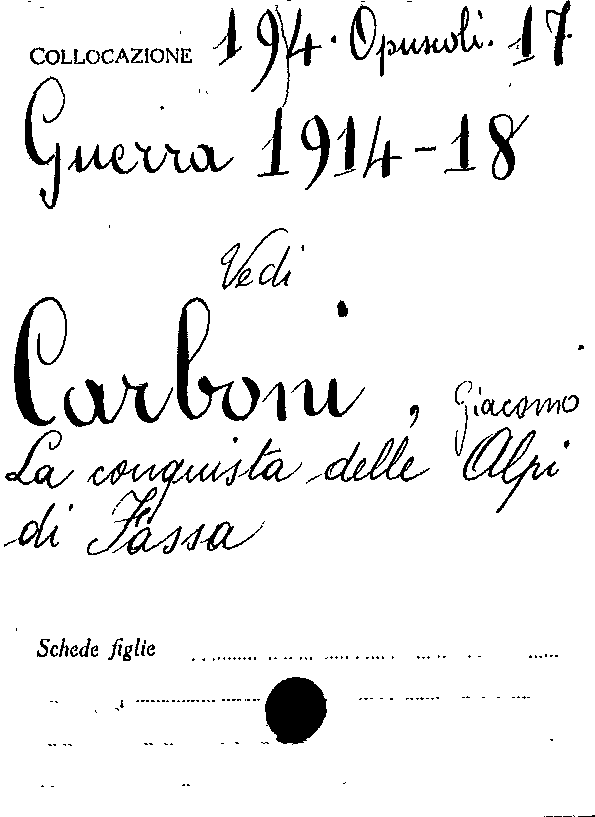 COLLOCAZIONE 194. Opuscoli. 17
Guerra 1914-18
Vedi
Carboni, Giacomo
La conquista delle Alpi
di Fassa
Schede figlie